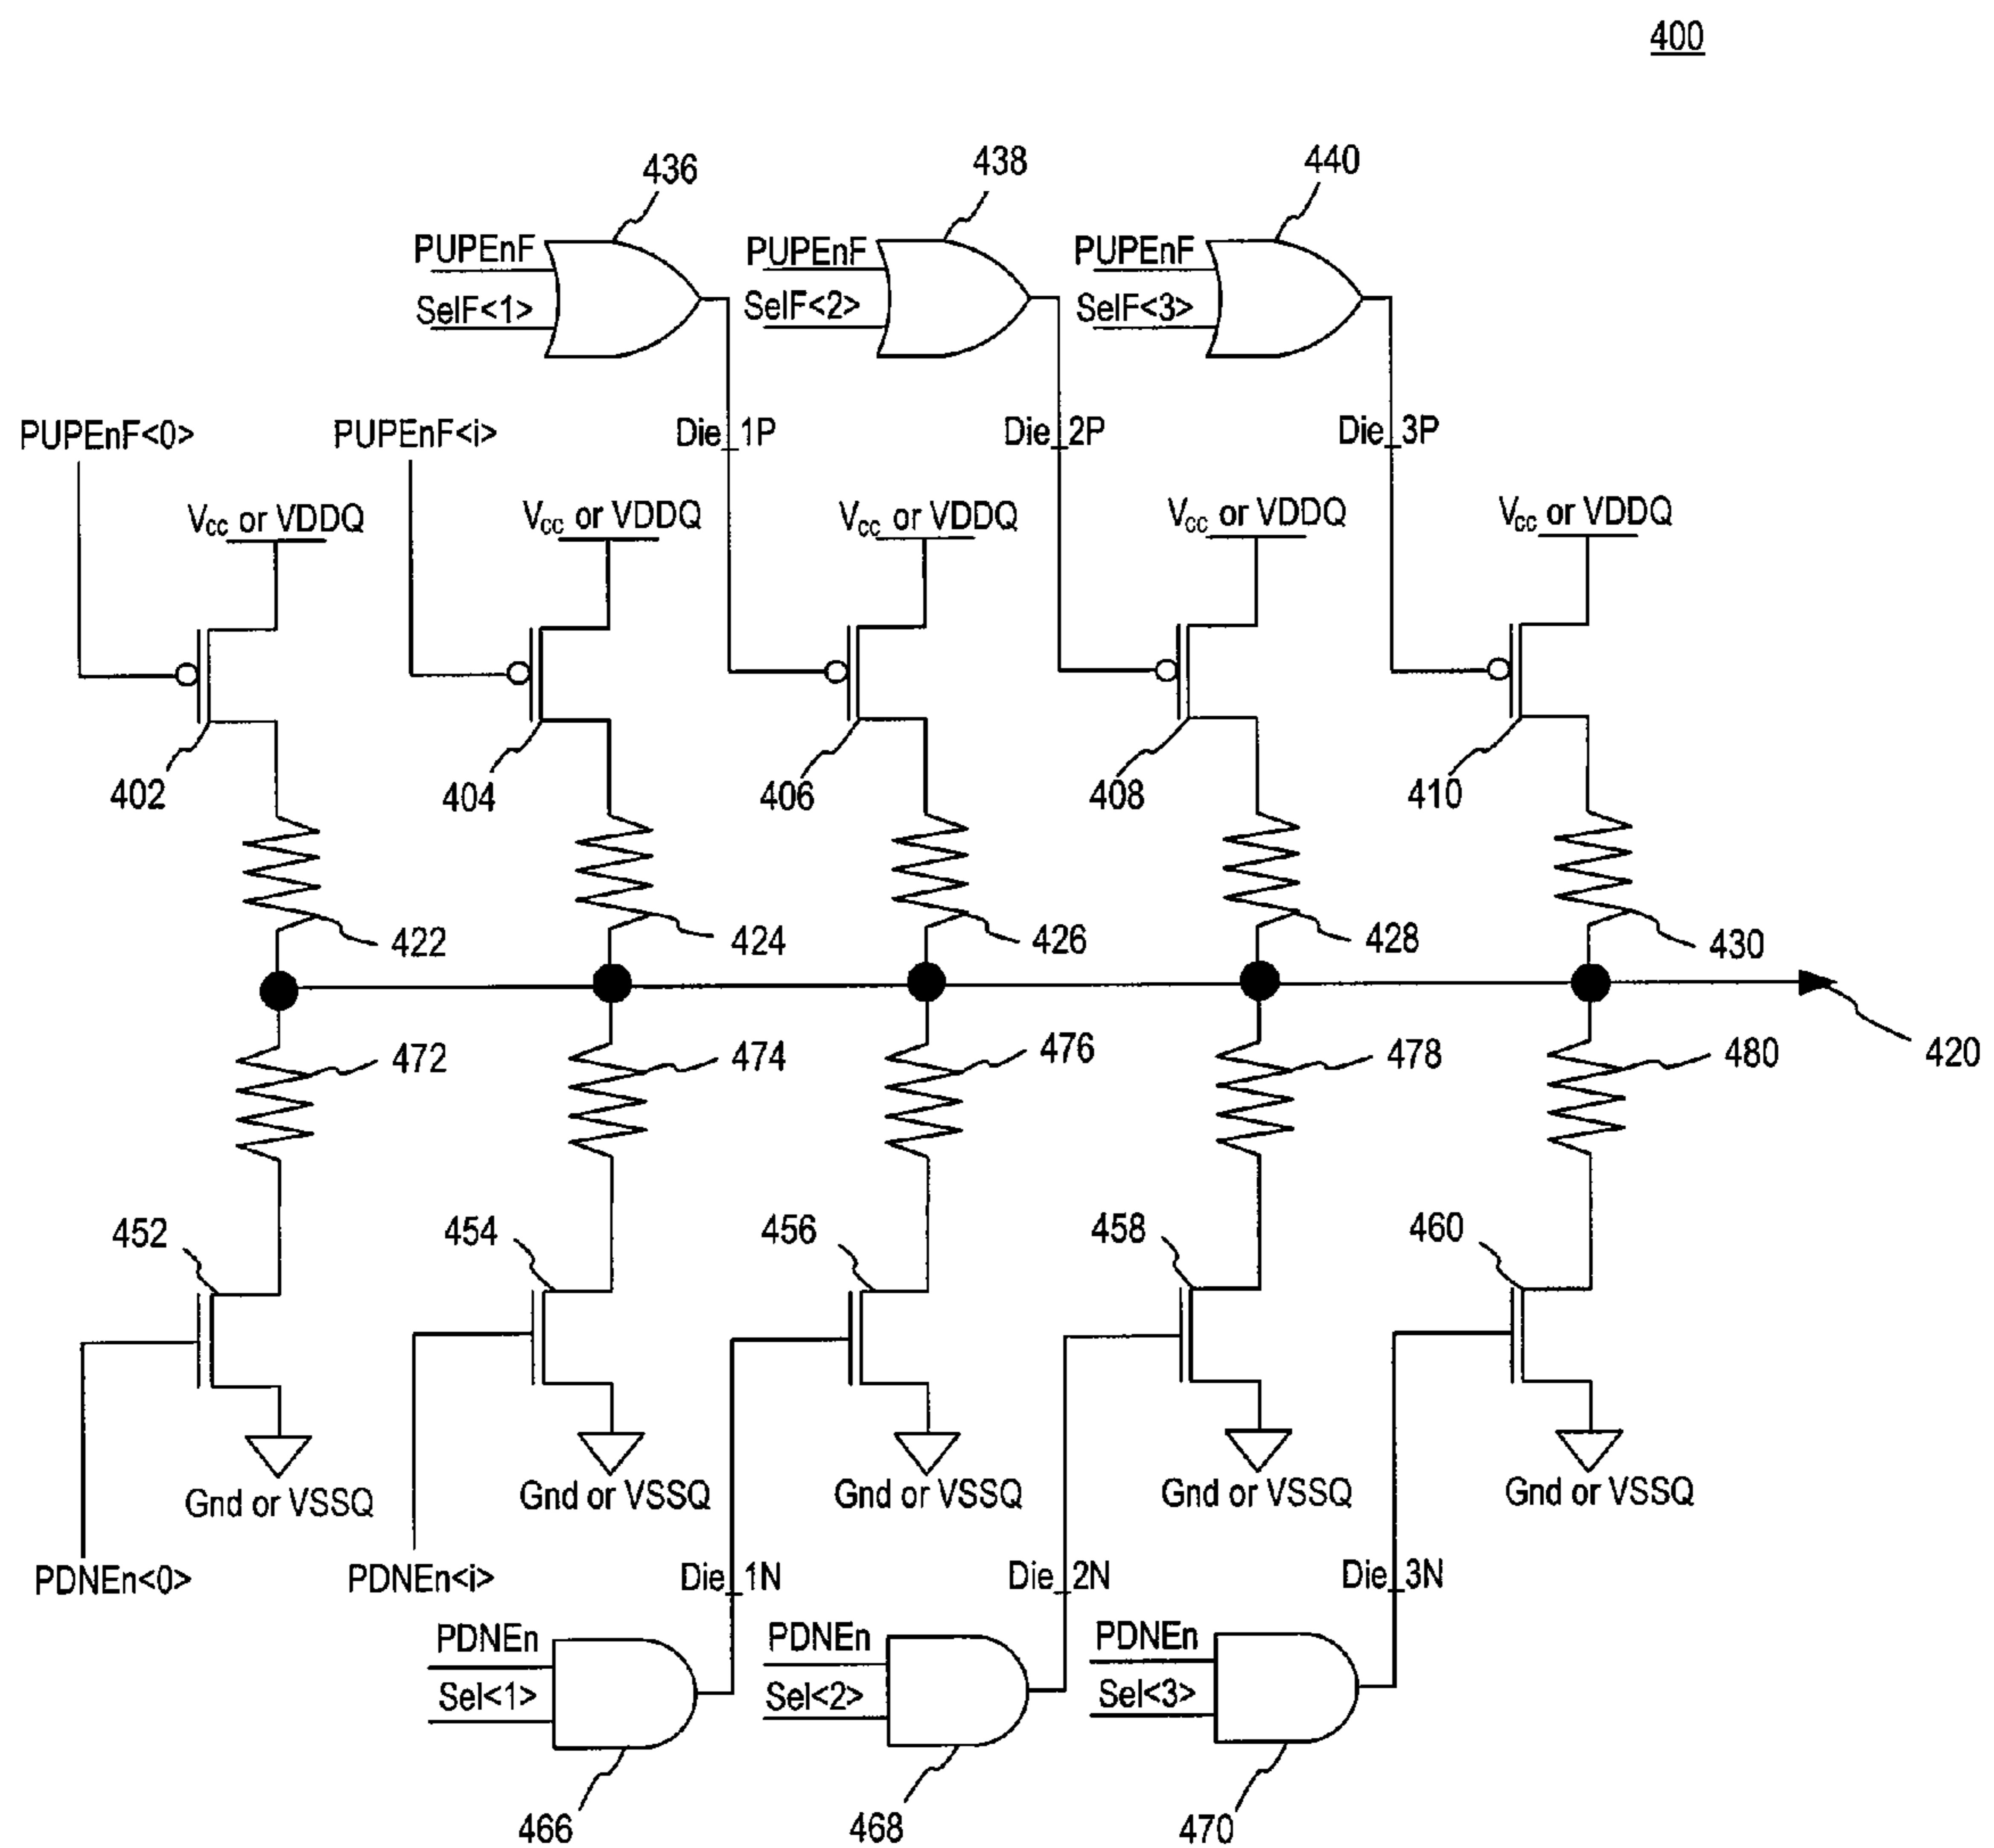 400
436
438
440
PUPEnF
PUPEnF
PUPEnF
SelF<1>
SelF<2>
SelF<3>
PUPEnF<0>
PUPEnF<i>
Die_1P
Die_2P
Die_3P
Vcc or VDDQ
Vcc or VDDQ
Vcc or VDDQ
Vcc or VDDQ
Vcc or VDDQ
402
404
406
408
410
422
424
426
428
430
472
474
476
478
480
420
452
454
456
458
460
Gnd or VSSQ
Gnd or VSSQ
Gnd or VSSQ
Gnd or VSSQ
Gnd or VSSQ
PDNEn<0>
PDNEn<i>
Die_1N
Die_2N
Die_3N
PDNEn
PDNEn
PDNEn
Sel<1>
Sel<2>
Sel<3>
466
468
470